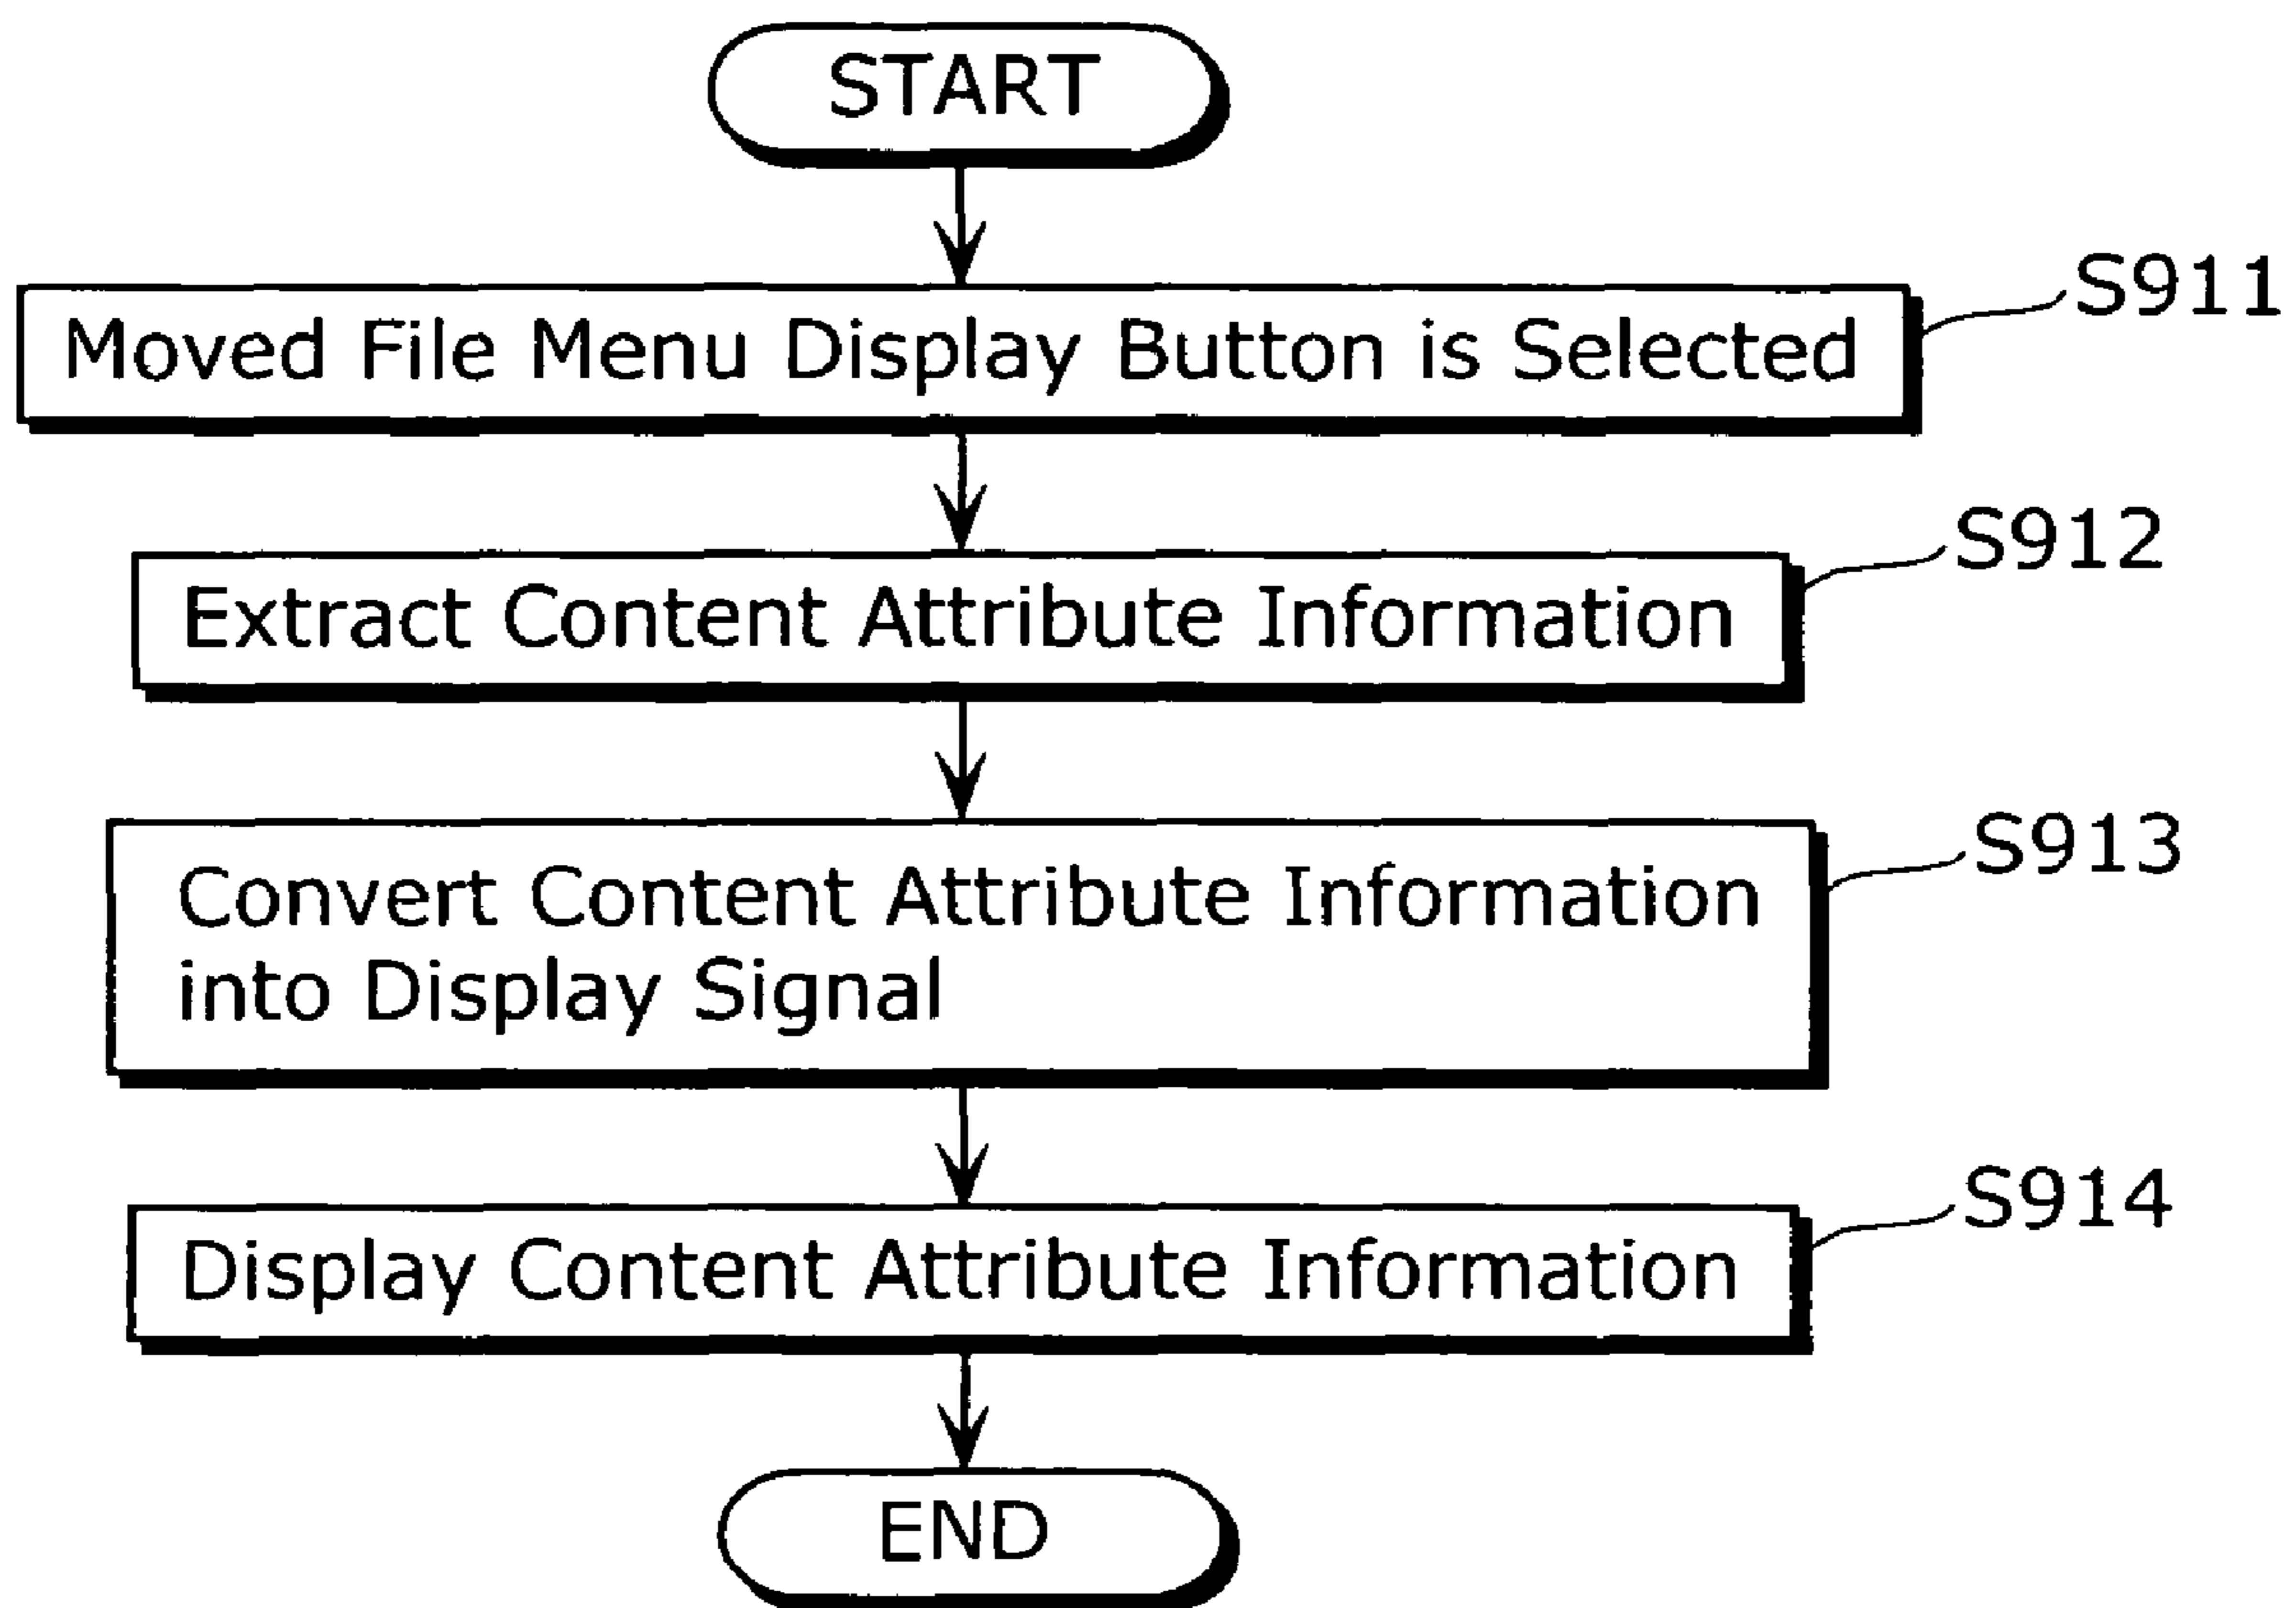 START
S911
Moved File Menu Display Button is Selected
S912
Extract Content Attribute Information
S913
Convert Content Attribute Information
into Display Signal
S914
Display Content Attribute Information
END